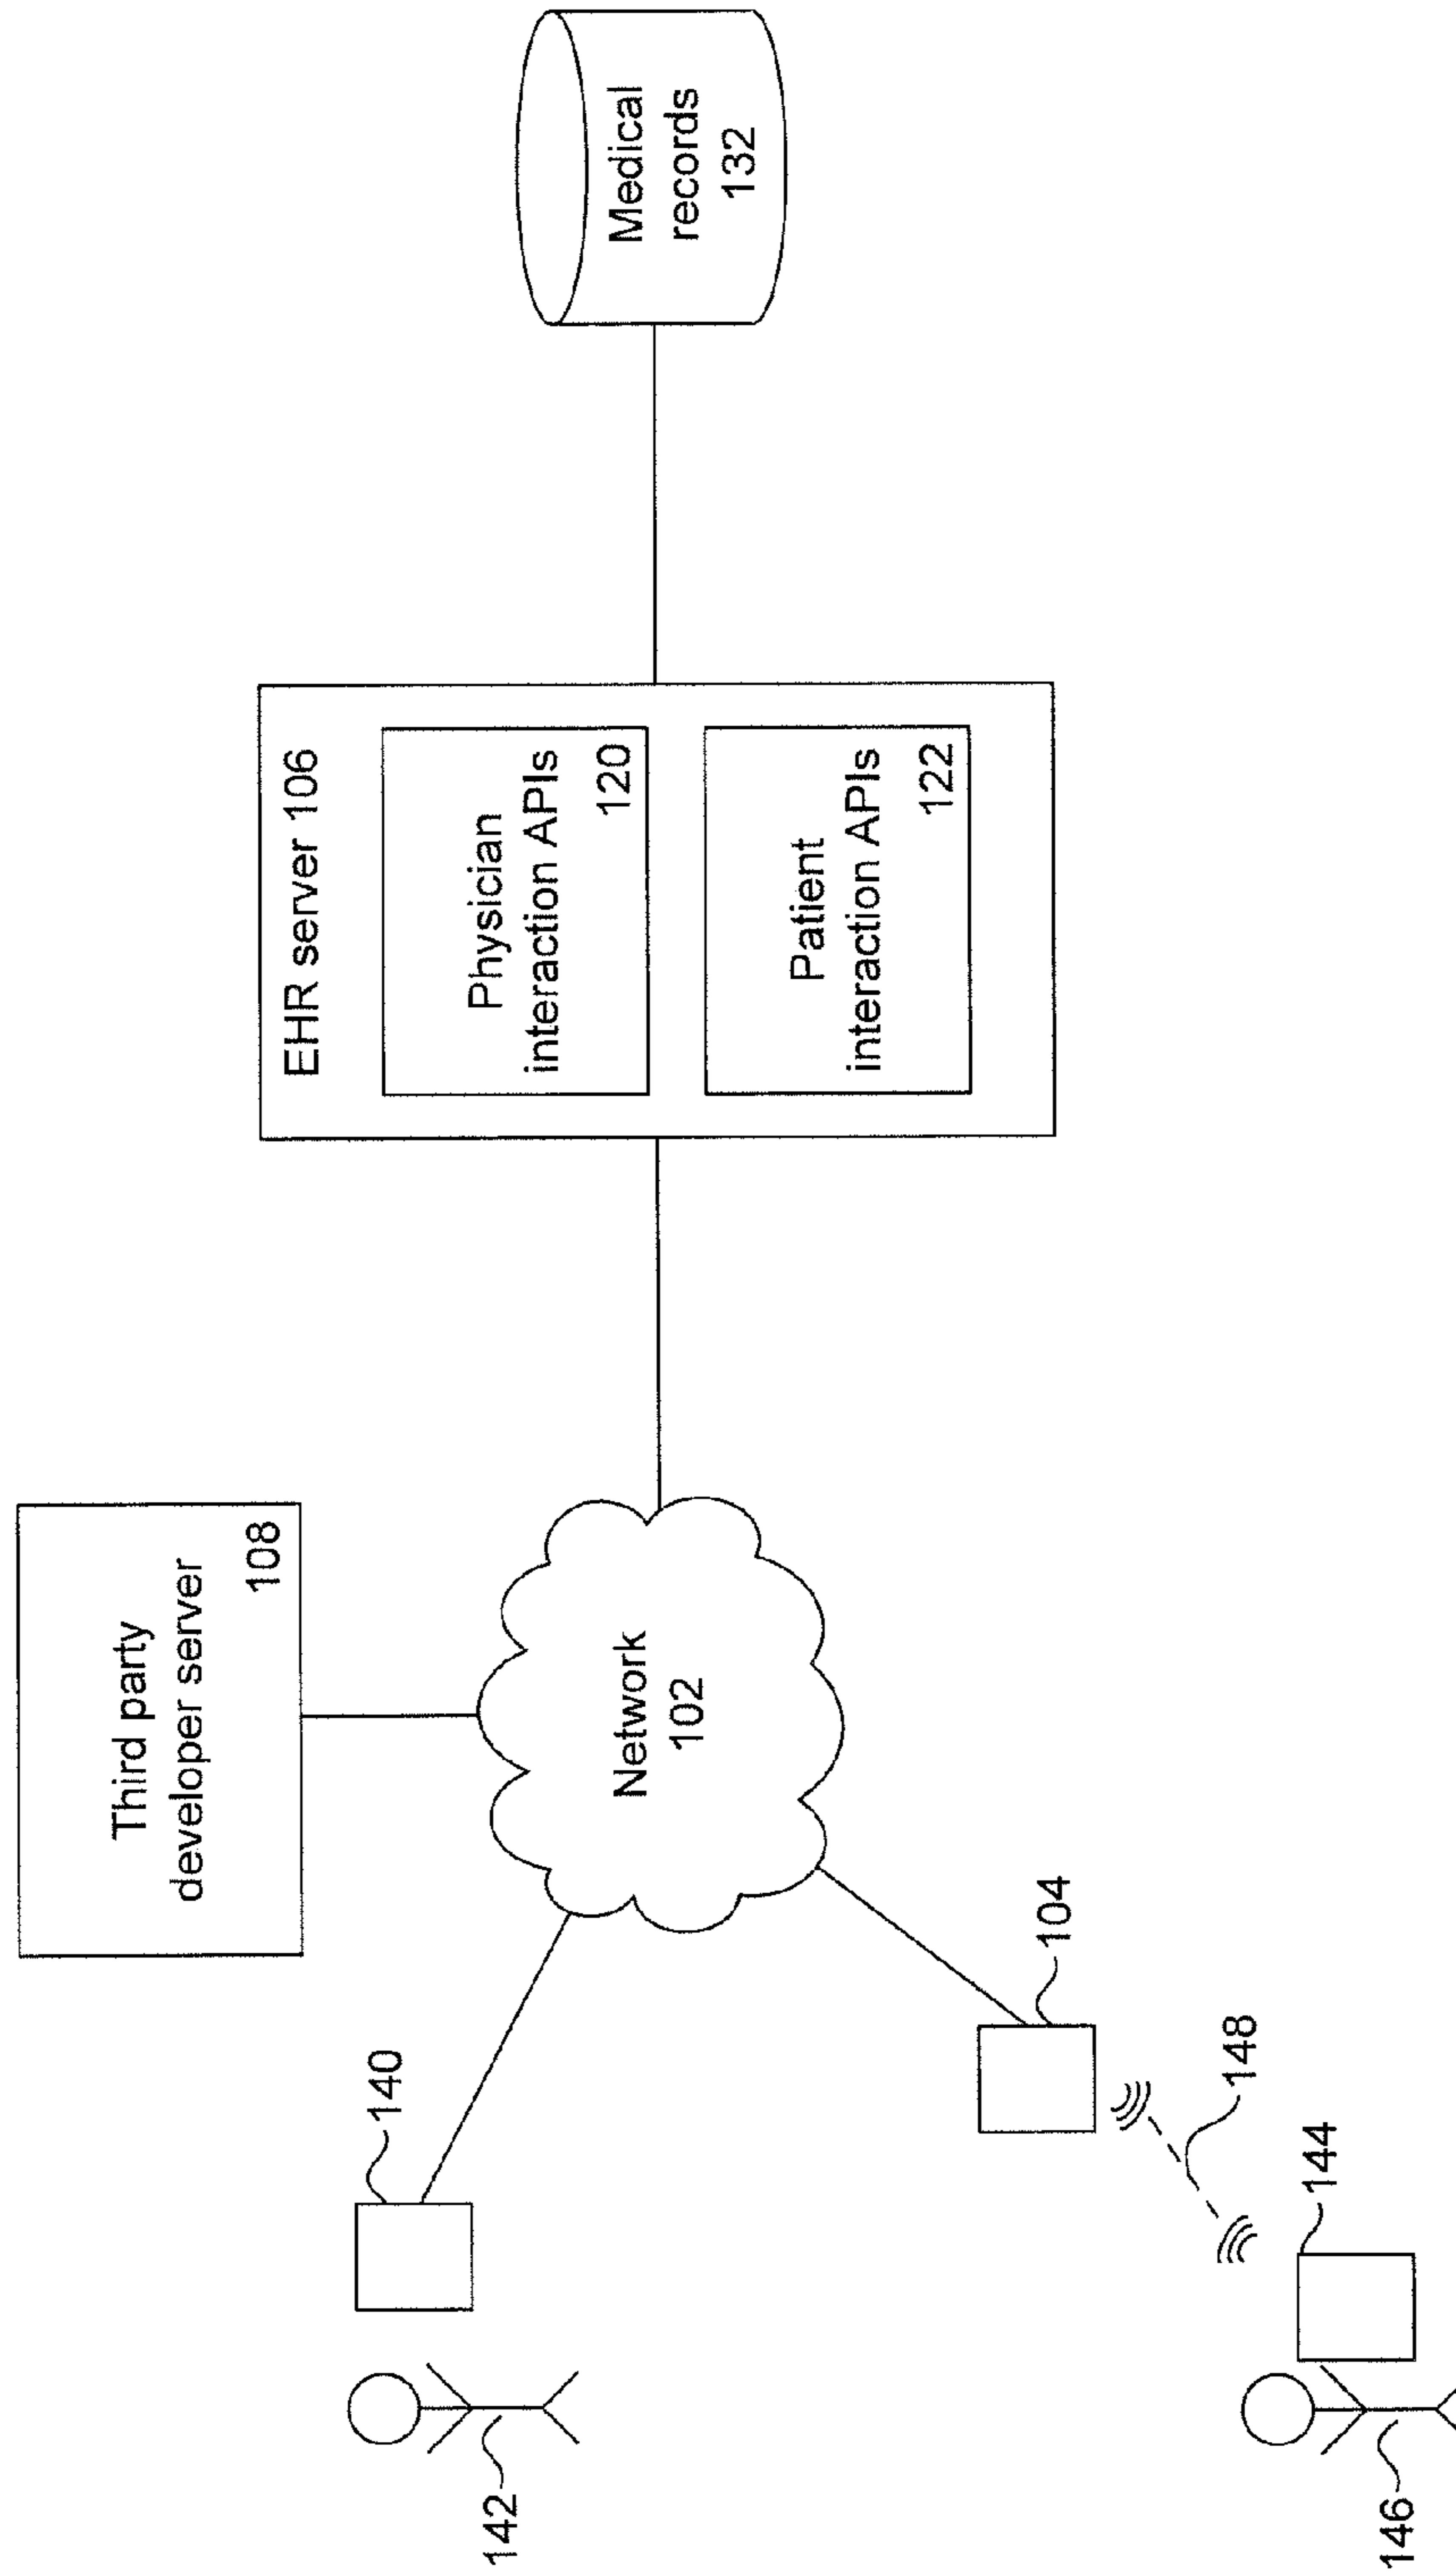 Third party
developer server
108
EHR server 106
Physician
interaction APIs
120
Patient
interaction APIs
122
Medical
records
132
Network
102
140
142
104
148
144
146